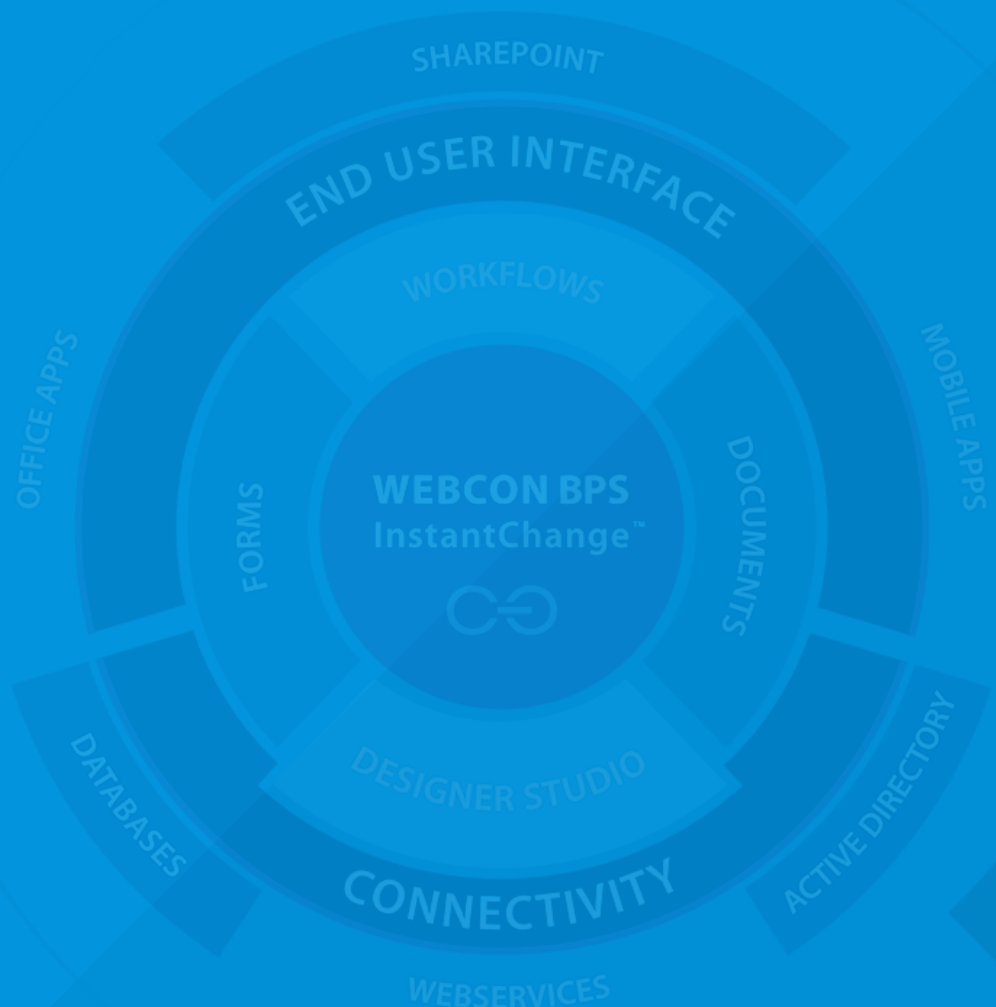 SHAREPOINT
END USER INTERFACE
WORKFLOWS
OFFICE APPS
MOBILE APPS
FORMS
WEBCON BPS
InstantChange™
DOCUMENTS
DESIGNER STUDIO
DATABASES
ACTIVE DIRECTORY
CONNECTIVITY
WEBSERVICES